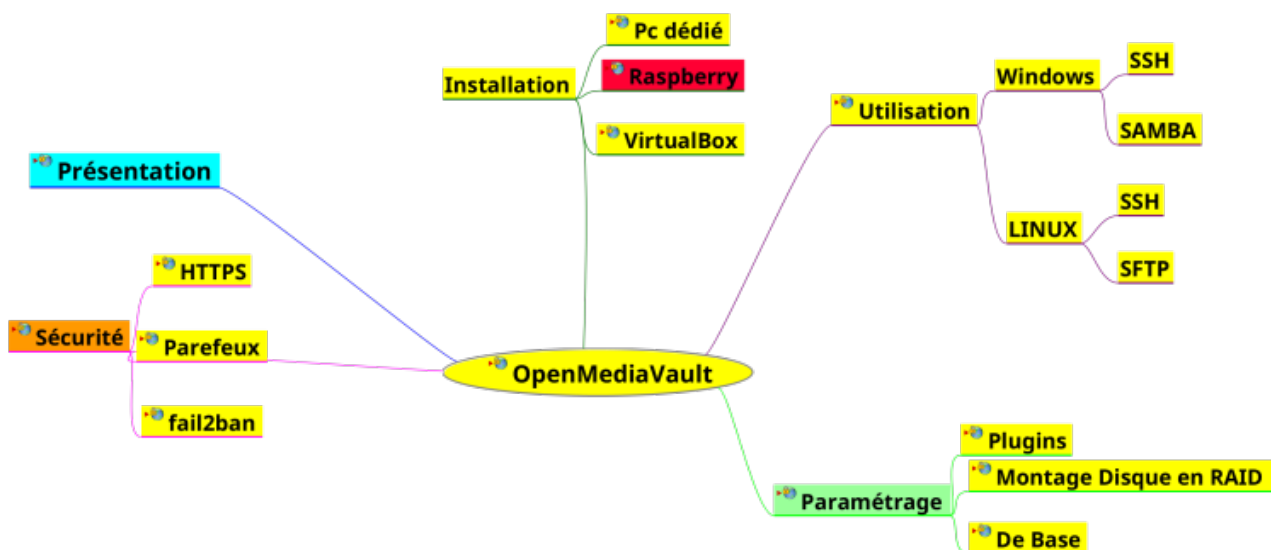 Pc dédié
Installation
Raspberry
VirtualBox
Utilisation
Windows
SSH
SAMBA
LINUX
SSH
SFTP
Présentation
HTTPS
Sécurité
Parefeux
fail2ban
OpenMediaVault
Plugins
Paramétrage
Montage Disque en RAID
De Base